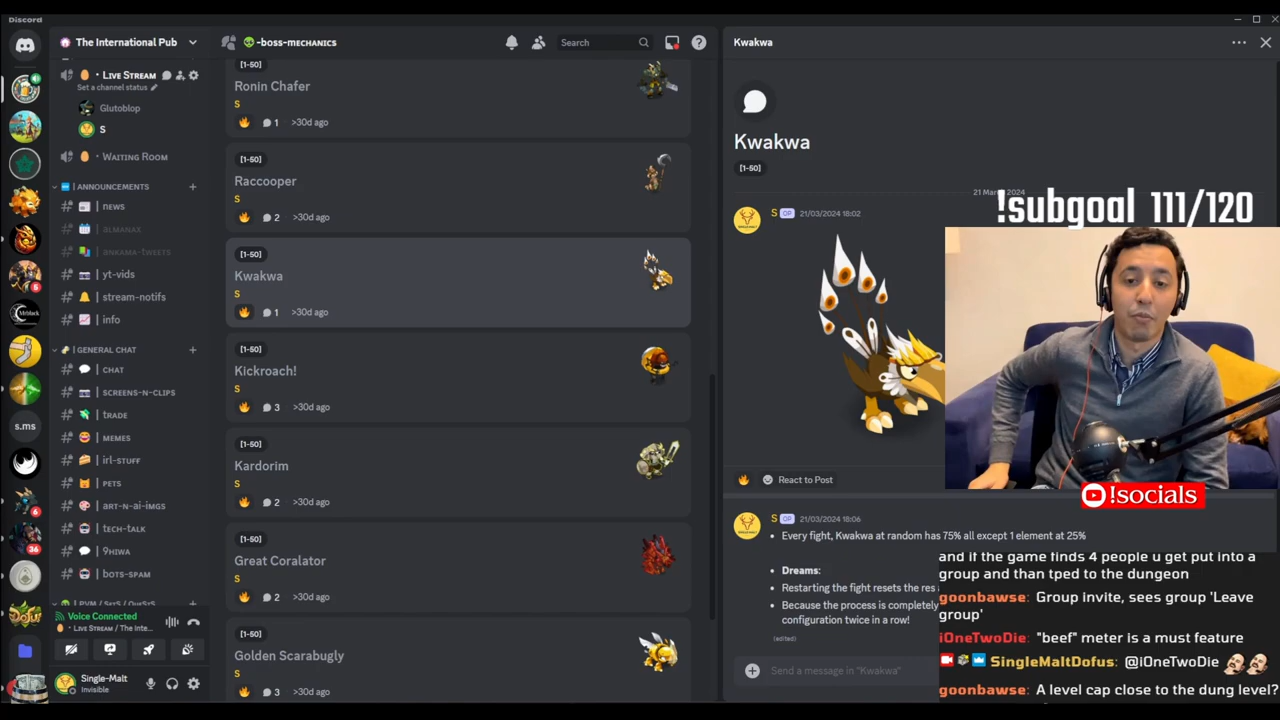 Discord
The International Pub
Live Stream
Set a channel status
Glutoblop
S
Waiting Room
ANNOUNCEMENTS
news
almanax
ankama-tweets
yt-vids
stream-notifs
info
GENERAL CHAT
chat
screens-n-clips
trade
memes
irl-stuff
pets
art-n-ai-imgs
tech-talk
9hiwa
bots-spam
Voice Connected
Live Stream / The Inte...
Single-Malt
Invisible
6
6
36
s.ms
-boss-mechanics
Search
[1-50]
Ronin Chafer
S
1 >30d ago
[1-50]
Raccooper
S
2 >30d ago
[1-50]
Kwakwa
S
1 >30d ago
[1-50]
Kickroach!
S
3 >30d ago
[1-50]
Kardorim
S
2 >30d ago
[1-50]
Great Coralator
S
2 >30d ago
[1-50]
Golden Scarabugly
S
3 >30d ago
Kwakwa
Kwakwa
[1-50]
S OP 21/03/2024 18:02
React to Post
S OP 21/03/2024 18:06
• Every fight, Kwakwa at random has 75% all except 1 element at 25%
• Dreams:
• Restarting the fight resets the res
• Because the process is completely
configuration twice in a row!
(edited)
Send a message in "Kwakwa"
!subgoal 111/120
!socials
and if the game finds 4 people u get put into a
group and than tped to the dungeon
goonbawse: Group invite, sees group 'Leave
group'
iOneTwoDie: "beef" meter is a must feature
SingleMaltDofus: @iOneTwoDie
goonbawse: A level cap close to the dung level?